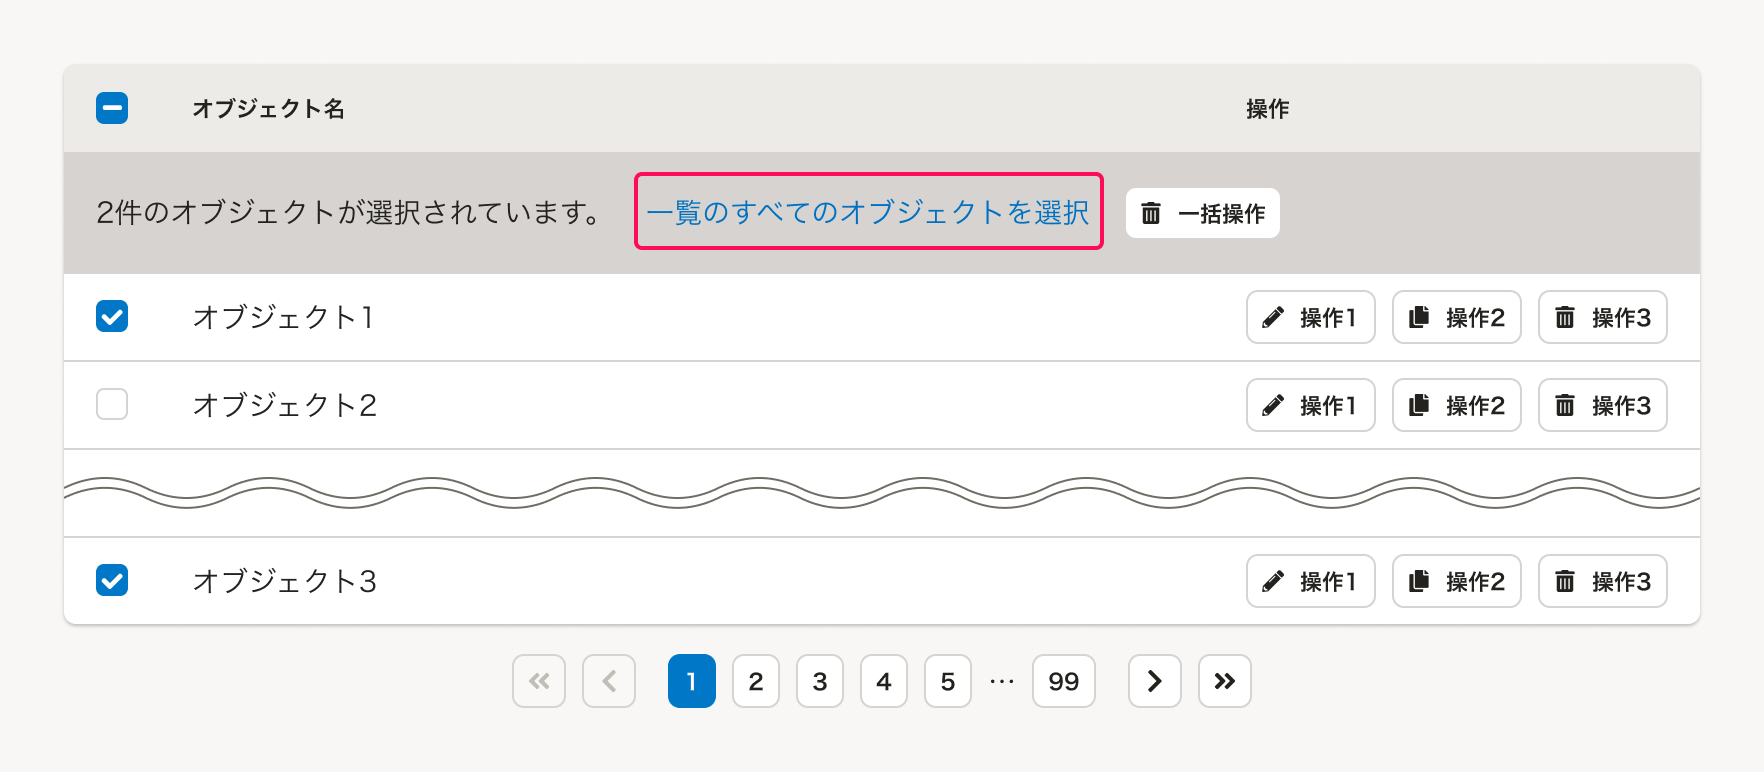 オブジェクト名 操作
2件のオブジェクトが選択されています。 一覧のすべてのオブジェクトを選択 一括操作
オブジェクト1 操作1 操作2 操作3
オブジェクト2 操作1 操作2 操作3
オブジェクト3 操作1 操作2 操作3
1 2 3 4 5 … 99